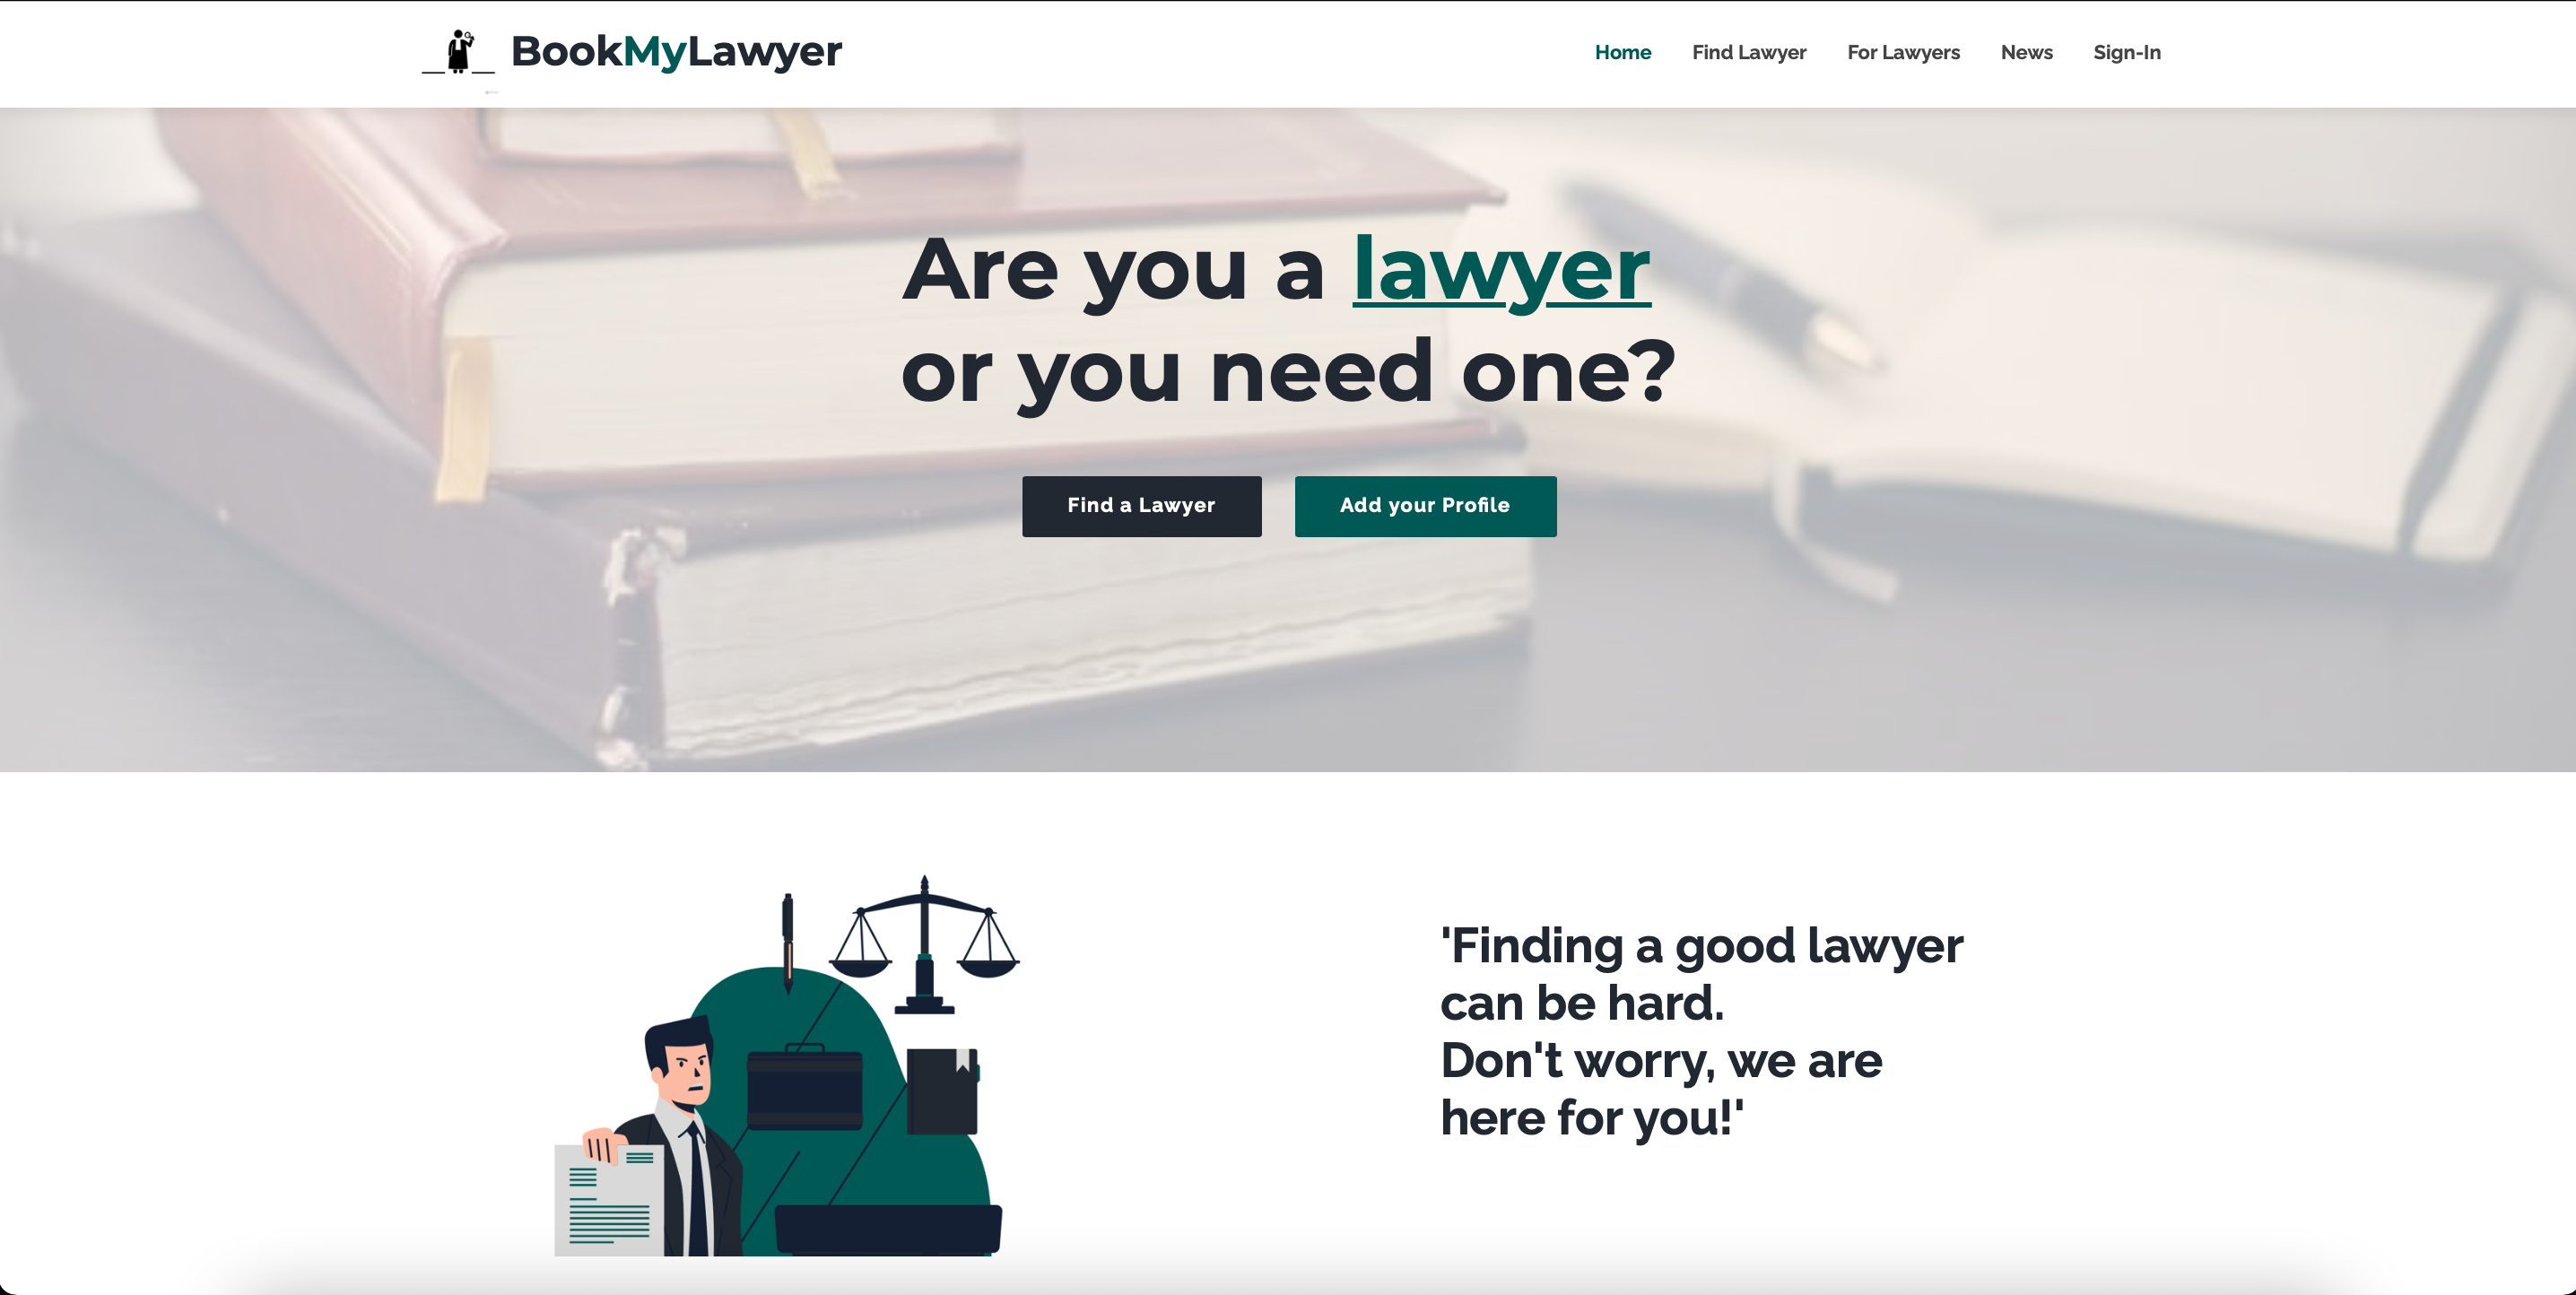 BookMyLawyer
Home Find Lawyer For Lawyers News Sign-In
Are you a lawyer
or you need one?
Find a Lawyer Add your Profile
'Finding a good lawyer
can be hard.
Don't worry, we are
here for you!'